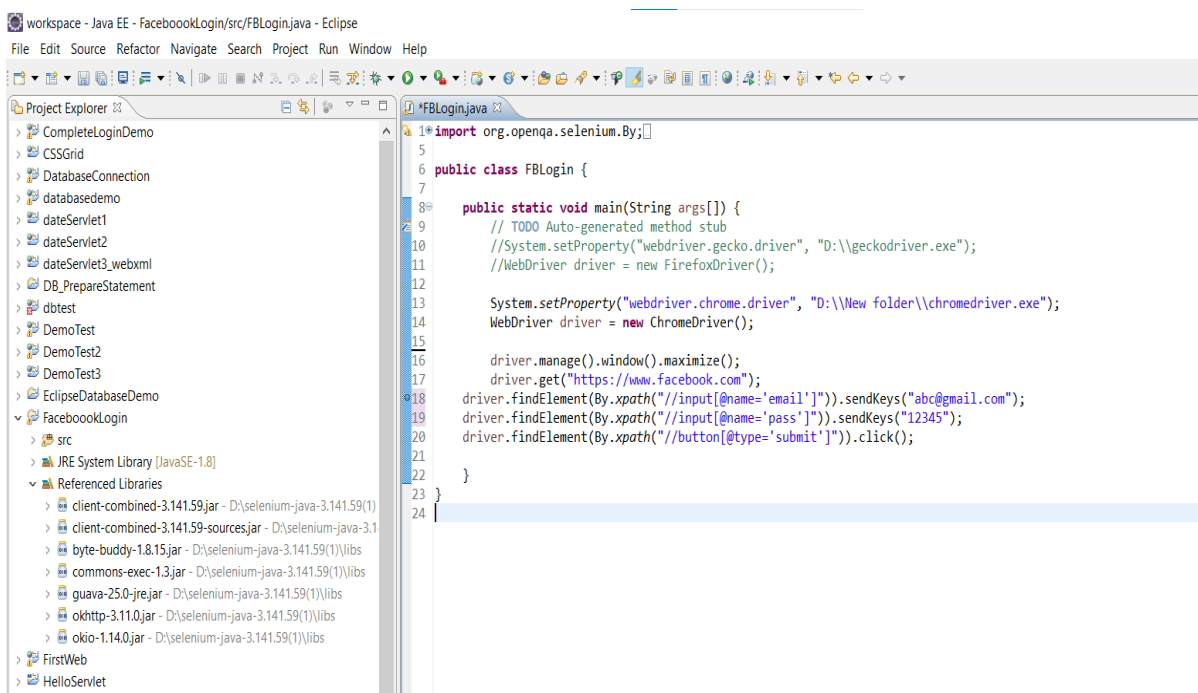 workspace - Java EE - FaceboookLogin/src/FBLogin.java - Eclipse
File Edit Source Refactor Navigate Search Project Run Window Help
Project Explorer
CompleteLoginDemo
CSSGrid
DatabaseConnection
databasedemo
dateServlet1
dateServlet2
dateServlet3_webxml
DB_PrepareStatement
dbtest
DemoTest
DemoTest2
DemoTest3
EclipseDatabaseDemo
FaceboookLogin
src
JRE System Library [JavaSE-1.8]
Referenced Libraries
client-combined-3.141.59.jar - D:\selenium-java-3.141.59(1)
client-combined-3.141.59-sources.jar - D:\selenium-java-3.1
byte-buddy-1.8.15.jar - D:\selenium-java-3.141.59(1)\libs
commons-exec-1.3.jar - D:\selenium-java-3.141.59(1)\libs
guava-25.0-jre.jar - D:\selenium-java-3.141.59(1)\libs
okhttp-3.11.0.jar - D:\selenium-java-3.141.59(1)\libs
okio-1.14.0.jar - D:\selenium-java-3.141.59(1)\libs
FirstWeb
HelloServlet
*FBLogin.java
1 import org.openqa.selenium.By;
5
6 public class FBLogin {
7
8 public static void main(String args[]) {
9 // TODO Auto-generated method stub
10 //System.setProperty("webdriver.gecko.driver", "D:\\geckodriver.exe");
11 //WebDriver driver = new FirefoxDriver();
12
13 System.setProperty("webdriver.chrome.driver", "D:\\New folder\\chromedriver.exe");
14 WebDriver driver = new ChromeDriver();
15
16 driver.manage().window().maximize();
17 driver.get("https://www.facebook.com");
18 driver.findElement(By.xpath("//input[@name='email']")).sendKeys("abc@gmail.com");
19 driver.findElement(By.xpath("//input[@name='pass']")).sendKeys("12345");
20 driver.findElement(By.xpath("//button[@type='submit']")).click();
21
22 }
23 }
24